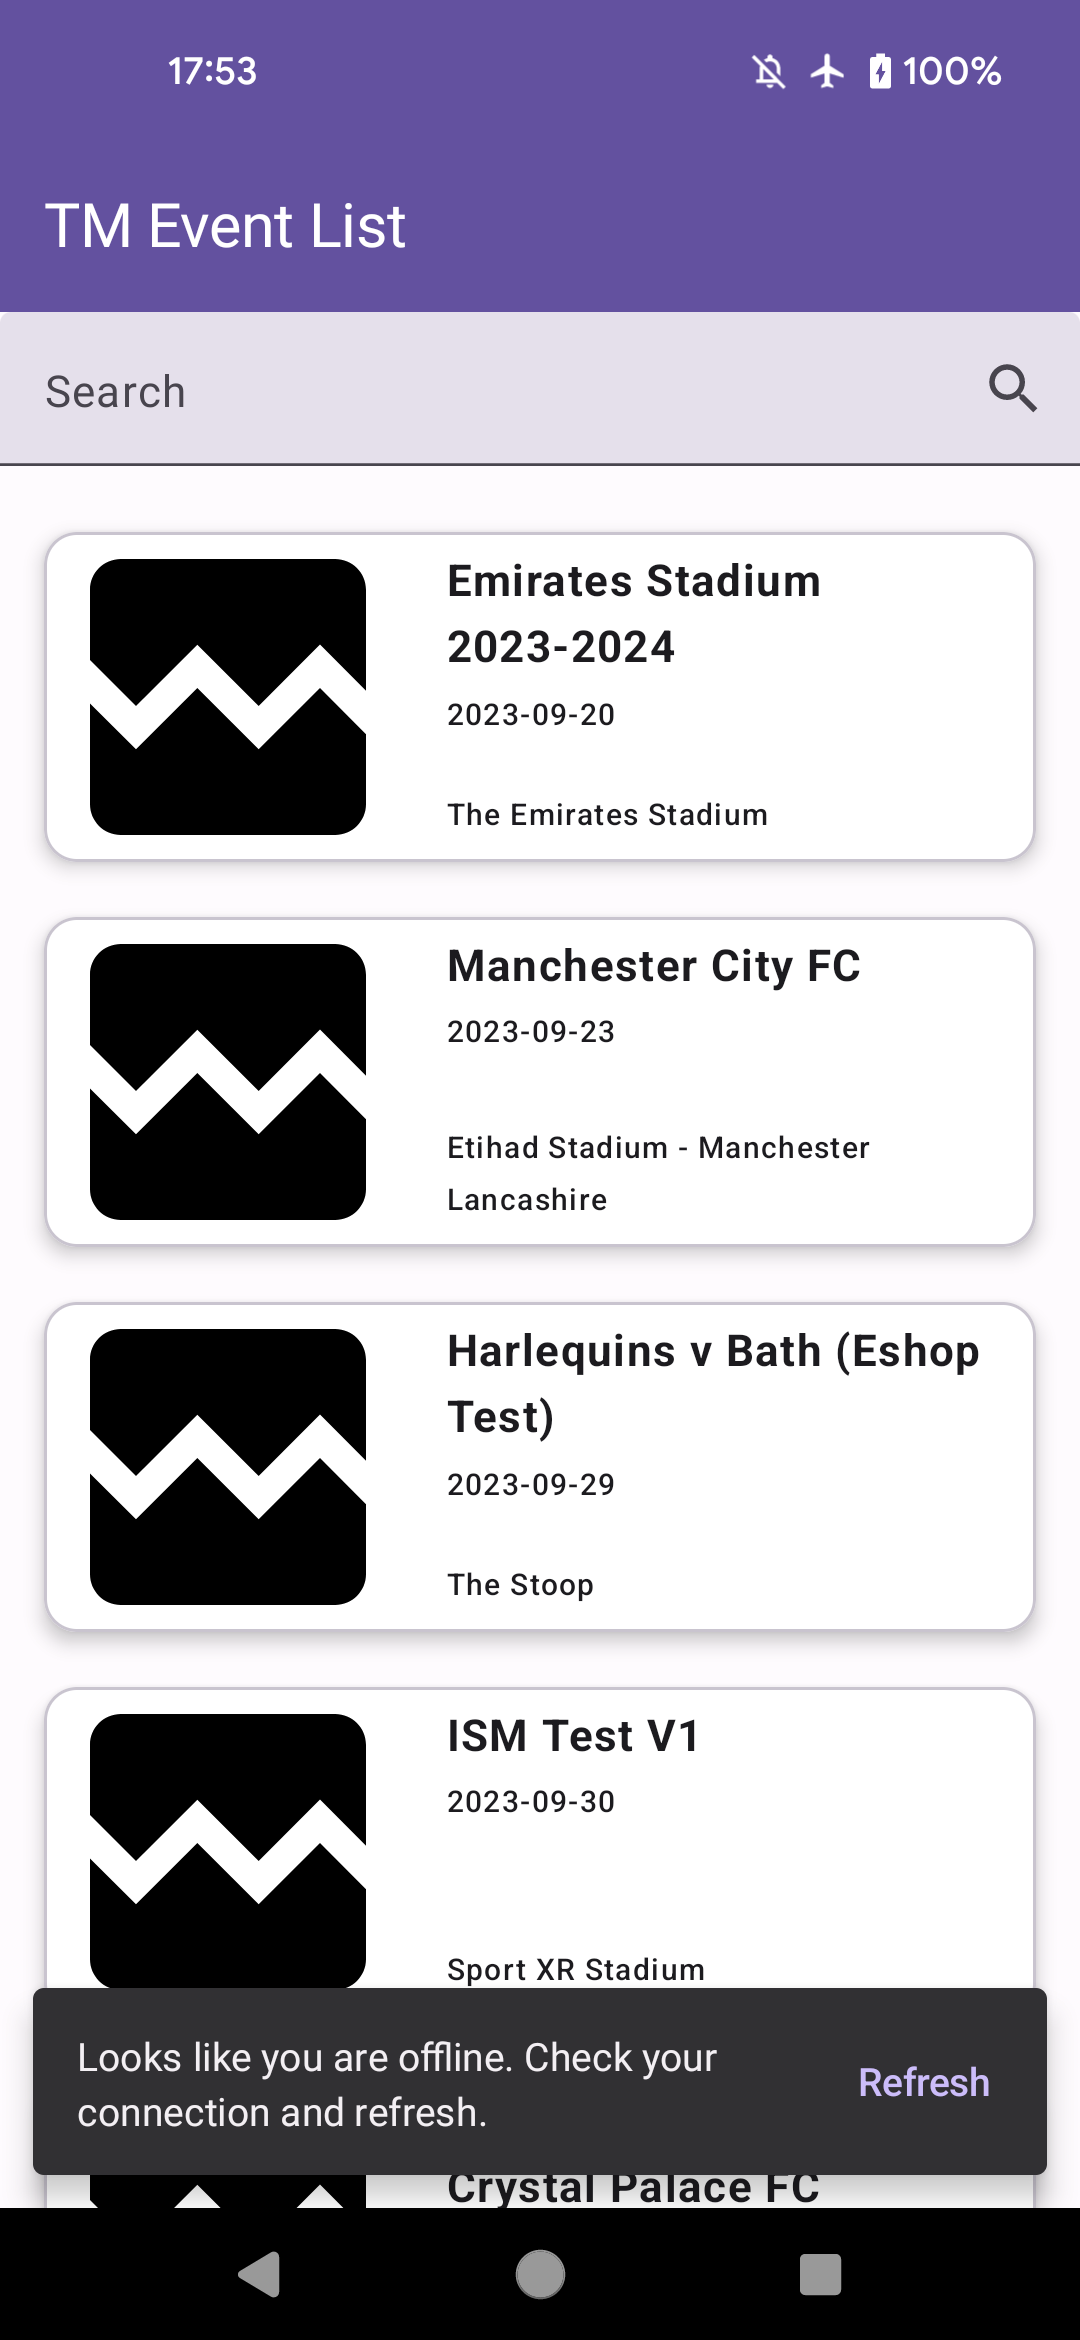 17:53
100%
TM Event List
Search
Emirates Stadium
2023-2024
2023-09-20
The Emirates Stadium
Manchester City FC
2023-09-23
Etihad Stadium - Manchester
Lancashire
Harlequins v Bath (Eshop
Test)
2023-09-29
The Stoop
ISM Test V1
2023-09-30
Sport XR Stadium
Looks like you are offline. Check your
connection and refresh.
Refresh
Crystal Palace FC